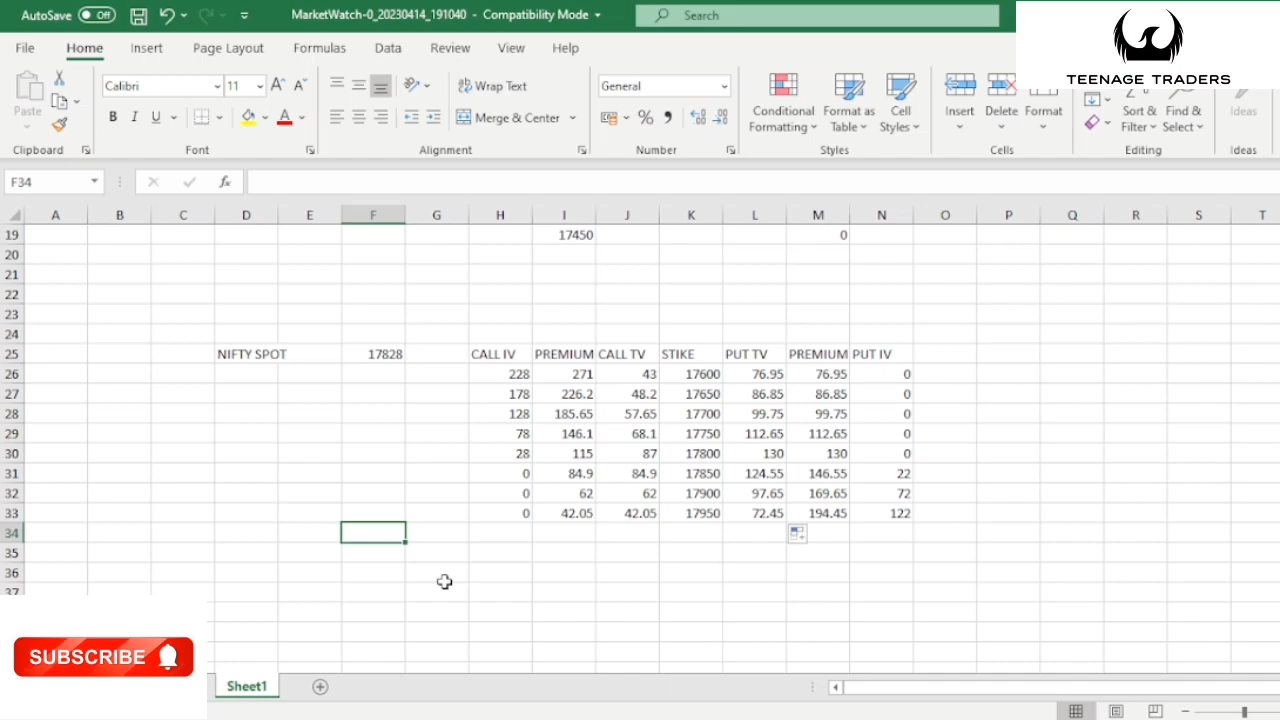 AutoSave Off MarketWatch-0_20230414_191040 - Compatibility Mode Search
TEENAGE TRADERS
File Home Insert Page Layout Formulas Data Review View Help
Paste Calibri 11 Wrap Text General Conditional Formatting Format as Table Cell Styles Insert Delete Format Sort & Filter Find & Select Ideas
B I U Merge & Center
Clipboard Font Alignment Number Styles Cells Editing Ideas
F34 fx
A B C D E F G H I J K L M N O P Q R S T
19 17450 0
20
21
22
23
24
25 NIFTY SPOT 17828 CALL IV PREMIUM CALL TV STIKE PUT TV PREMIUM PUT IV
26 228 271 43 17600 76.95 76.95 0
27 178 226.2 48.2 17650 86.85 86.85 0
28 128 185.65 57.65 17700 99.75 99.75 0
29 78 146.1 68.1 17750 112.65 112.65 0
30 28 115 87 17800 130 130 0
31 0 84.9 84.9 17850 124.55 146.55 22
32 0 62 62 17900 97.65 169.65 72
33 0 42.05 42.05 17950 72.45 194.45 122
34
35
36
37
SUBSCRIBE
Sheet1